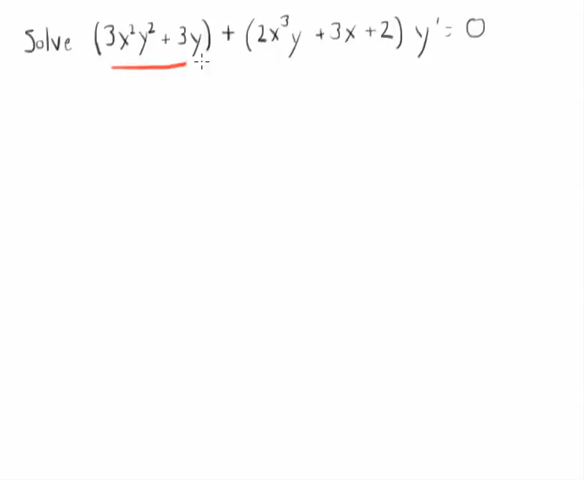 Solve (3x²y² + 3y) + (2x³y + 3x + 2) y' = 0